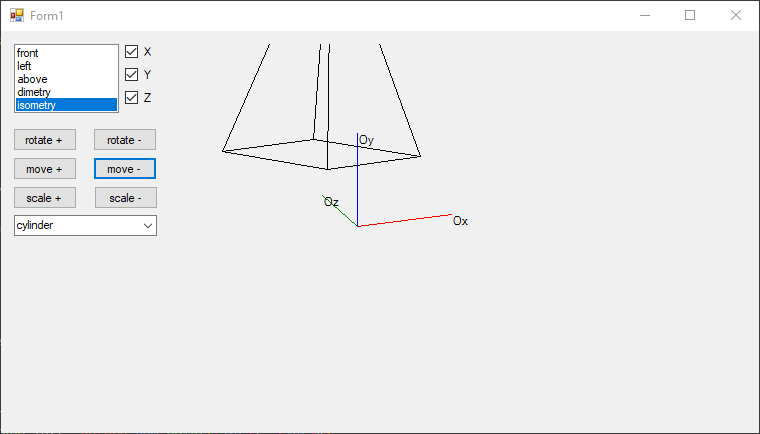 Form1
front
left
above
dimetry
isometry
X
Y
Z
rotate +
rotate -
move +
move -
scale +
scale -
cylinder
Oy
Oz
Ox